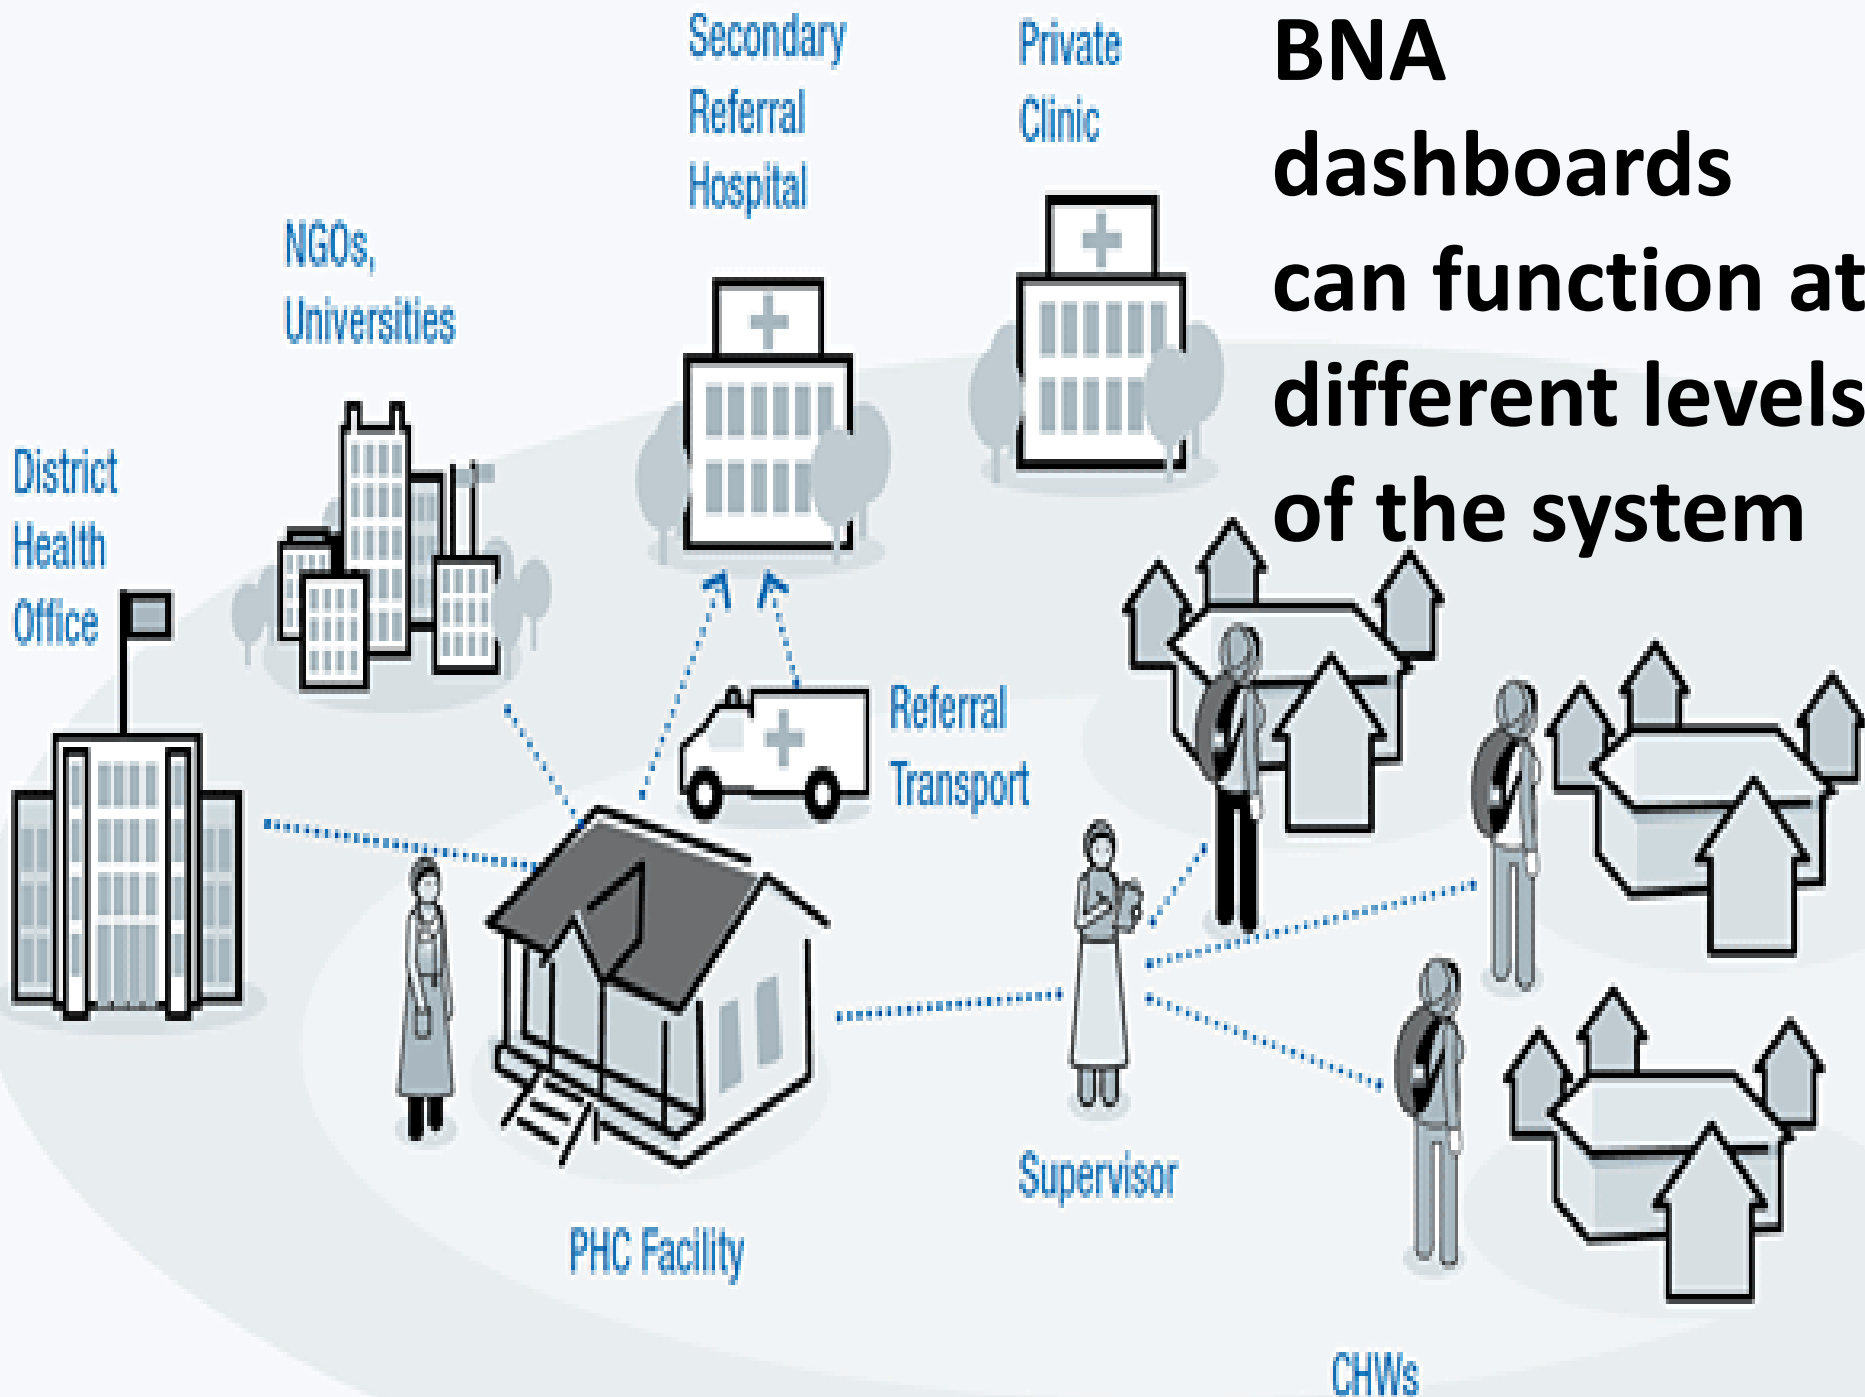 BNA
dashboards
can function at
different levels
of the system
Secondary
Referral
Hospital
Private
Clinic
NGOs,
Universities
District
Health
Office
Referral
Transport
Supervisor
PHC Facility
CHWs